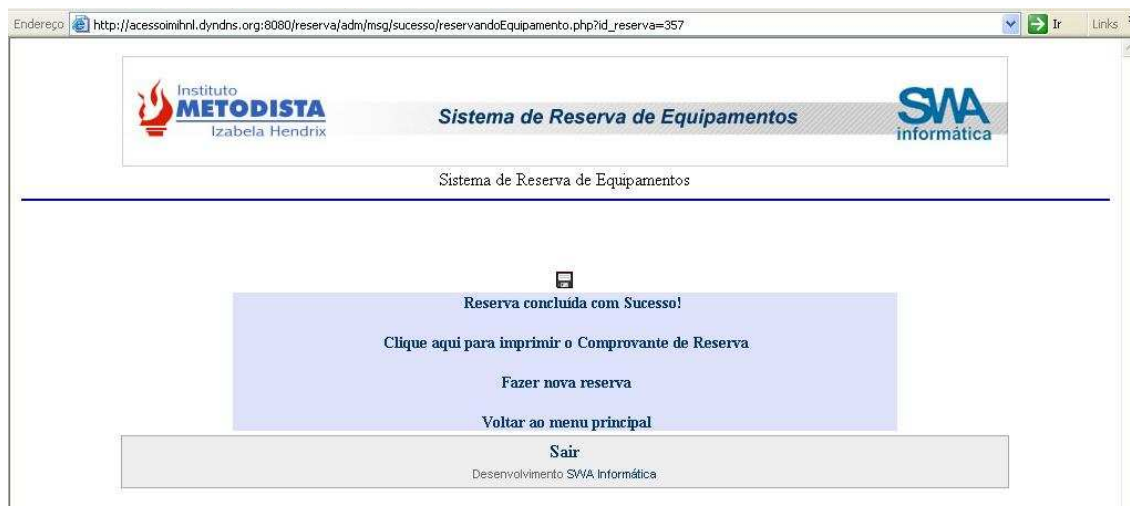 Endereço http://acessoimihnl.dyndns.org:8080/reserva/adm/msg/sucesso/reservandoEquipamento.php?id_reserva=357 Ir Links
Instituto
METODISTA
Izabela Hendrix
Sistema de Reserva de Equipamentos
SWA
informática
Sistema de Reserva de Equipamentos
Reserva concluída com Sucesso!
Clique aqui para imprimir o Comprovante de Reserva
Fazer nova reserva
Voltar ao menu principal
Sair
Desenvolvimento SWA Informática